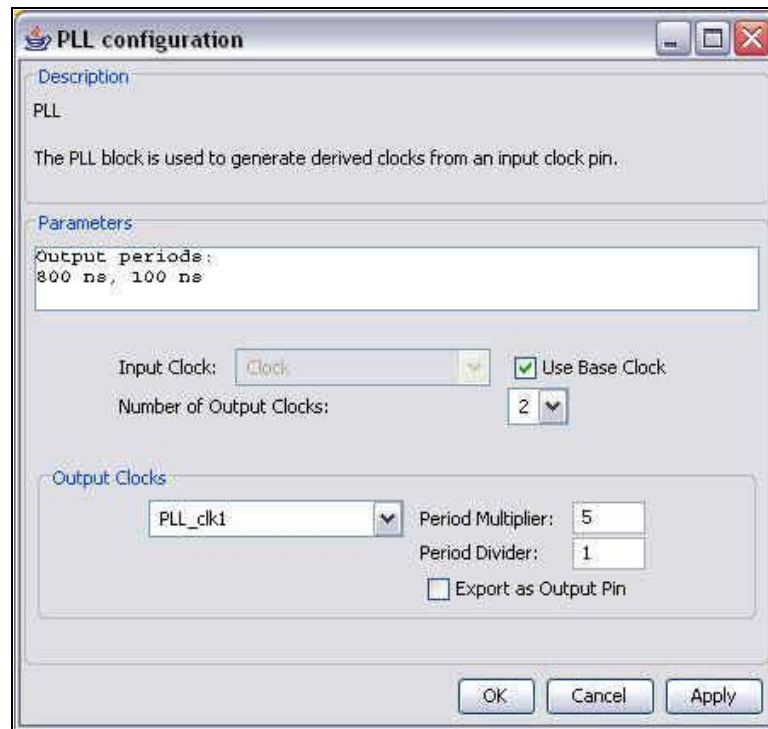 PLL configuration
Description
PLL
The PLL block is used to generate derived clocks from an input clock pin.
Parameters
Output periods:
800 ns, 100 ns
Input Clock: Clock Use Base Clock
Number of Output Clocks: 2
Output Clocks
PLL_clk1 Period Multiplier: 5
Period Divider: 1
Export as Output Pin
OK Cancel Apply